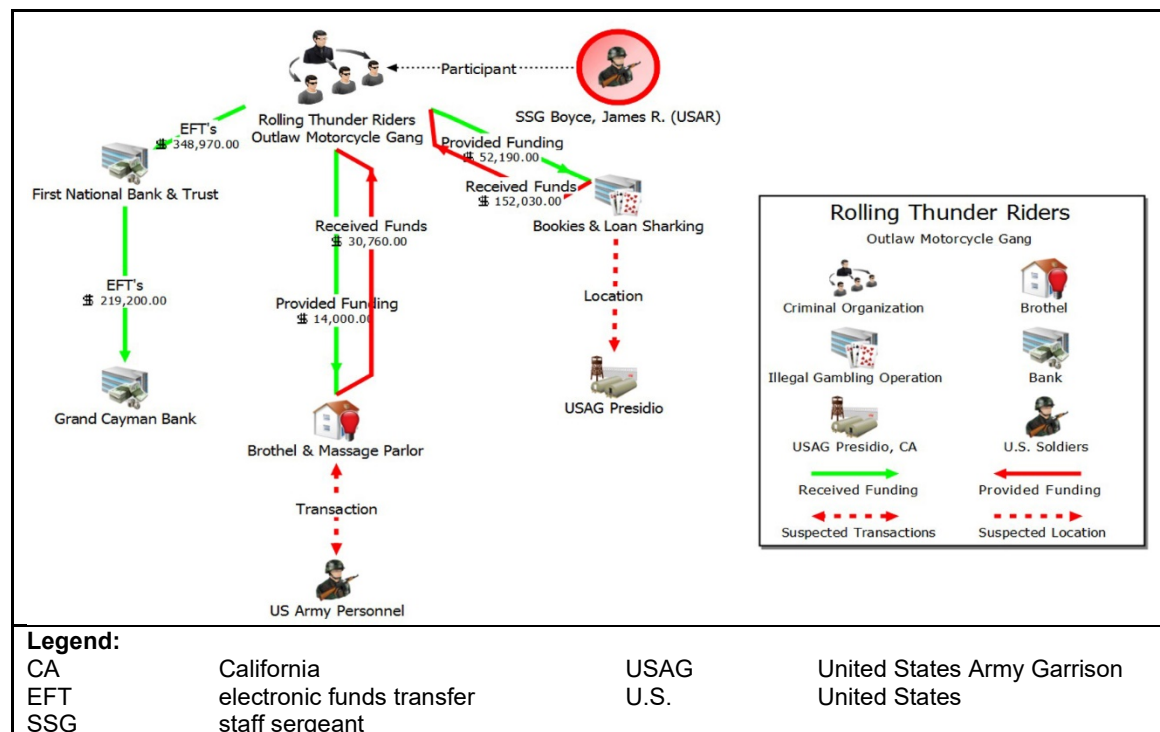 Participant
SSG Boyce, James R. (USAR)
Rolling Thunder Riders
Outlaw Motorcycle Gang
EFT's
$ 348,970.00
First National Bank & Trust
Provided Funding
$ 52,190.00
Received Funds
$ 152,030.00
Bookies & Loan Sharking
Received Funds
$ 30,760.00
EFT's
$ 219,200.00
Provided Funding
$ 14,000.00
Location
Grand Cayman Bank
USAG Presidio
Brothel & Massage Parlor
Transaction
US Army Personnel
Rolling Thunder Riders
Outlaw Motorcycle Gang
Criminal Organization
Brothel
Illegal Gambling Operation
Bank
USAG Presidio, CA
U.S. Soldiers
Received Funding
Provided Funding
Suspected Transactions
Suspected Location
Legend:
CA California USAG United States Army Garrison
EFT electronic funds transfer U.S. United States
SSG staff sergeant